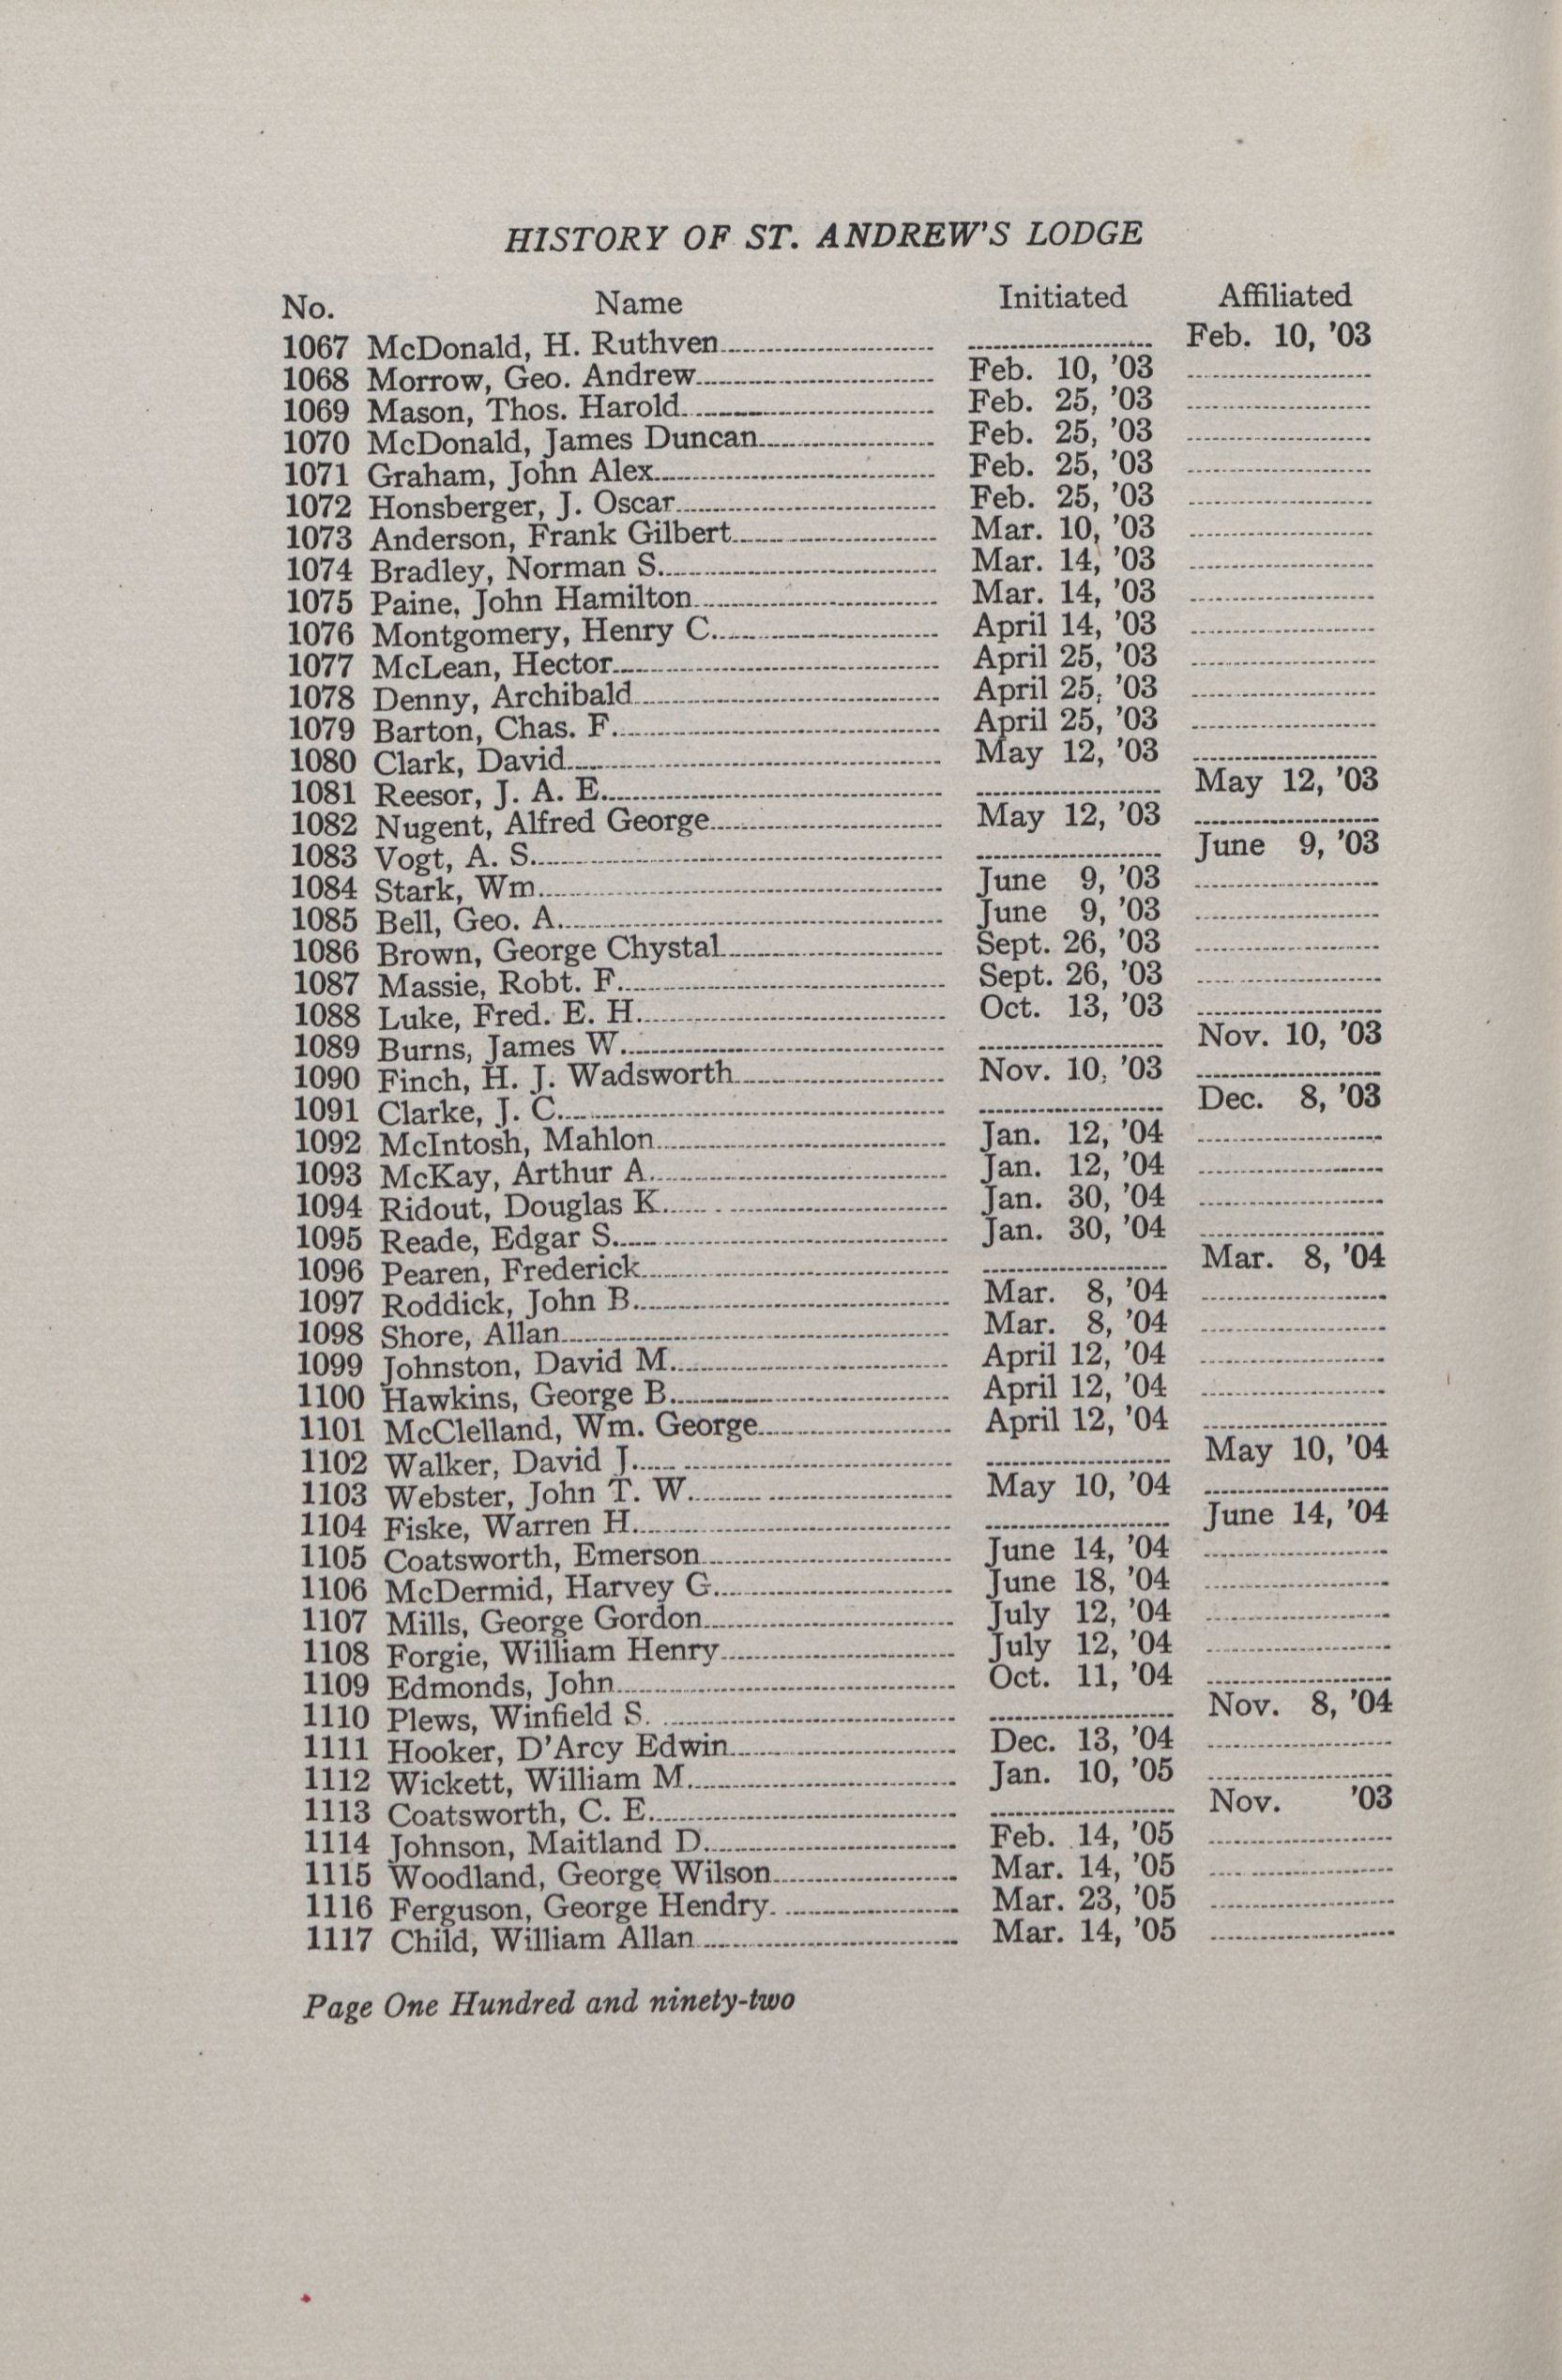 HISTORY OF ST. ANDREW'S LODGE
No. Name Initiated Affiliated
1067 McDonald, H. Ruthven Feb. 10, '03
1068 Morrow, Geo. Andrew Feb. 10, '03
1069 Mason, Thos. Harold Feb. 25, '03
1070 McDonald, James Duncan Feb. 25, '03
1071 Graham, John Alex. Feb. 25, '03
1072 Honsberger, J. Oscar Feb. 25, '03
1073 Anderson, Frank Gilbert Mar. 10, '03
1074 Bradley, Norman S. Mar. 14, '03
1075 Paine, John Hamilton Mar. 14, '03
1076 Montgomery, Henry C. April 14, '03
1077 McLean, Hector April 25, '03
1078 Denny, Archibald April 25, '03
1079 Barton, Chas. F. April 25, '03
1080 Clark, David May 12, '03
1081 Reesor, J. A. E. May 12, '03
1082 Nugent, Alfred George May 12, '03
1083 Vogt, A. S. June 9, '03
1084 Stark, Wm. June 9, '03
1085 Bell, Geo. A. June 9, '03
1086 Brown, George Chystal Sept. 26, '03
1087 Massie, Robt. F. Sept. 26, '03
1088 Luke, Fred. E. H. Oct. 13, '03
1089 Burns, James W. Nov. 10, '03
1090 Finch, H. J. Wadsworth Nov. 10, '03
1091 Clarke, J. C. Dec. 8, '03
1092 McIntosh, Mahlon Jan. 12, '04
1093 McKay, Arthur A. Jan. 12, '04
1094 Ridout, Douglas K. Jan. 30, '04
1095 Reade, Edgar S. Jan. 30, '04
1096 Pearen, Frederick Mar. 8, '04
1097 Roddick, John B. Mar. 8, '04
1098 Shore, Allan Mar. 8, '04
1099 Johnston, David M. April 12, '04
1100 Hawkins, George B. April 12, '04
1101 McClelland, Wm. George April 12, '04
1102 Walker, David J. May 10, '04
1103 Webster, John T. W. May 10, '04
1104 Fiske, Warren H. June 14, '04
1105 Coatsworth, Emerson June 14, '04
1106 McDermid, Harvey G. June 18, '04
1107 Mills, George Gordon July 12, '04
1108 Forgie, William Henry July 12, '04
1109 Edmonds, John Oct. 11, '04
1110 Plews, Winfield S. Nov. 8, '04
1111 Hooker, D'Arcy Edwin Dec. 13, '04
1112 Wickett, William M. Jan. 10, '05
1113 Coatsworth, C. E. Nov. '03
1114 Johnson, Maitland D. Feb. 14, '05
1115 Woodland, George Wilson Mar. 14, '05
1116 Ferguson, George Hendry Mar. 23, '05
1117 Child, William Allan Mar. 14, '05
Page One Hundred and ninety-two